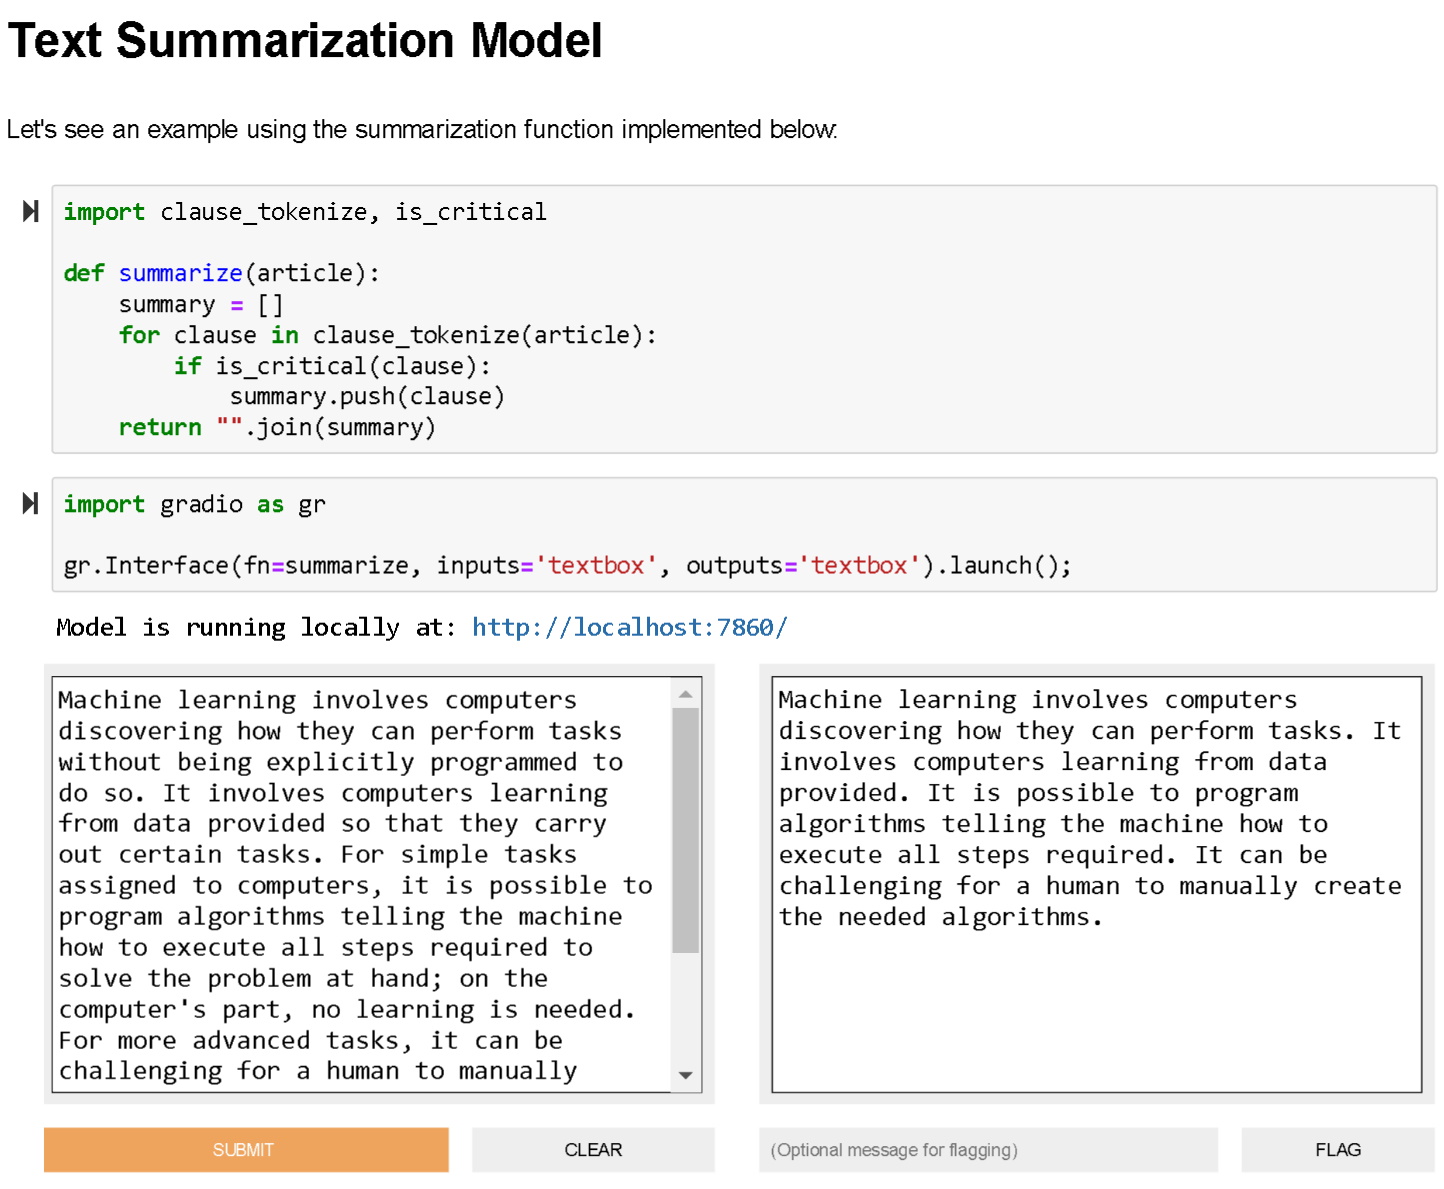 Text Summarization Model
Let's see an example using the summarization function implemented below:
import clause_tokenize, is_critical
def summarize(article):
    summary = []
    for clause in clause_tokenize(article):
        if is_critical(clause):
            summary.push(clause)
    return "".join(summary)
import gradio as gr
gr.Interface(fn=summarize, inputs='textbox', outputs='textbox').launch();
Model is running locally at: http://localhost:7860/
Machine learning involves computers
discovering how they can perform tasks
without being explicitly programmed to
do so. It involves computers learning
from data provided so that they carry
out certain tasks. For simple tasks
assigned to computers, it is possible to
program algorithms telling the machine
how to execute all steps required to
solve the problem at hand; on the
computer's part, no learning is needed.
For more advanced tasks, it can be
challenging for a human to manually
Machine learning involves computers
discovering how they can perform tasks. It
involves computers learning from data
provided. It is possible to program
algorithms telling the machine how to
execute all steps required. It can be
challenging for a human to manually create
the needed algorithms.
SUBMIT
CLEAR
(Optional message for flagging)
FLAG